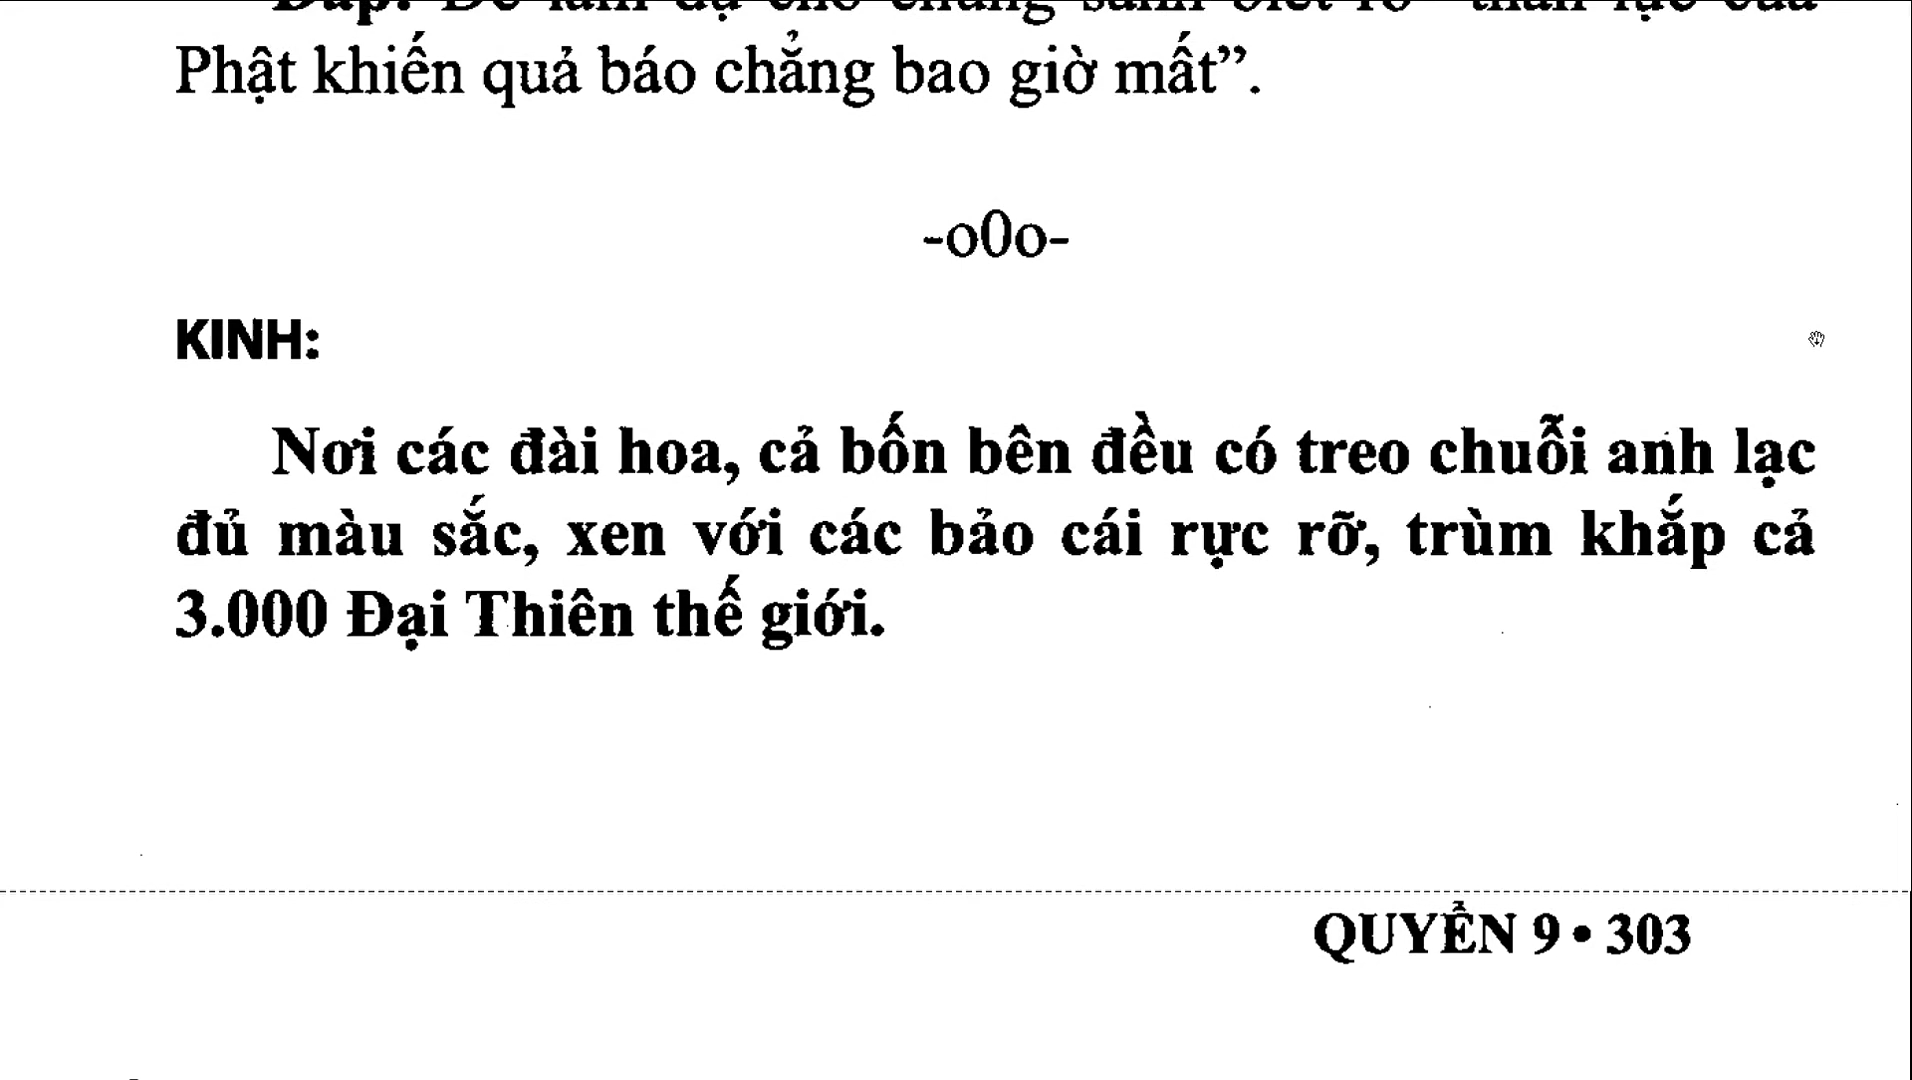 Phật khiến quả báo chẳng bao giờ mất”.
-o0o-
KINH:
Nơi các đài hoa, cả bốn bên đều có treo chuỗi anh lạc
đủ màu sắc, xen với các bảo cái rực rỡ, trùm khắp cả
3.000 Đại Thiên thế giới.
QUYỂN 9 • 303